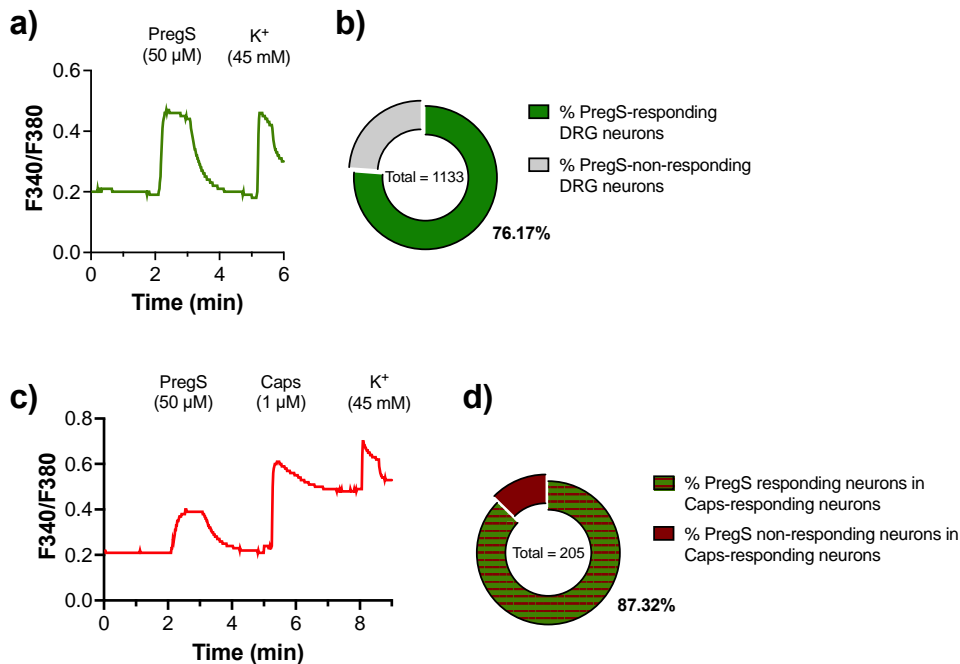 a)
PregS
(50 µM)
K⁺
(45 mM)
0.6
0.4
0.2
0.0
F340/F380
0
2
4
6
Time (min)
b)
Total = 1133
76.17%
% PregS-responding
DRG neurons
% PregS-non-responding
DRG neurons
c)
PregS
(50 µM)
Caps
(1 µM)
K⁺
(45 mM)
0.8
0.6
0.4
0.2
0.0
F340/F380
0
2
4
6
8
Time (min)
d)
Total = 205
87.32%
% PregS responding neurons in
Caps-responding neurons
% PregS non-responding neurons in
Caps-responding neurons